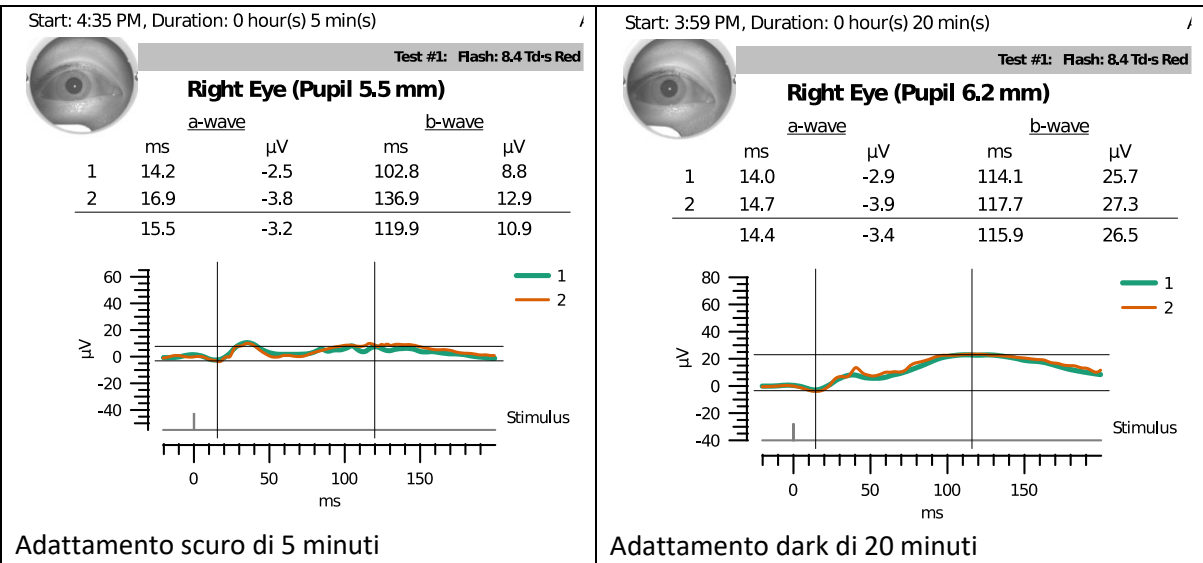 Start: 4:35 PM, Duration: 0 hour(s) 5 min(s)
Test #1: Flash: 8.4 Td·s Red
Right Eye (Pupil 5.5 mm)
a-wave b-wave
ms µV ms µV
1 14.2 -2.5 102.8 8.8
2 16.9 -3.8 136.9 12.9
15.5 -3.2 119.9 10.9
60
40
20
0
-20
-40
µV
1
2
Stimulus
0 50 100 150
ms
Adattamento scuro di 5 minuti
Start: 3:59 PM, Duration: 0 hour(s) 20 min(s)
Test #1: Flash: 8.4 Td·s Red
Right Eye (Pupil 6.2 mm)
a-wave b-wave
ms µV ms µV
1 14.0 -2.9 114.1 25.7
2 14.7 -3.9 117.7 27.3
14.4 -3.4 115.9 26.5
80
60
40
20
0
-20
-40
µV
1
2
Stimulus
0 50 100 150
ms
Adattamento dark di 20 minuti